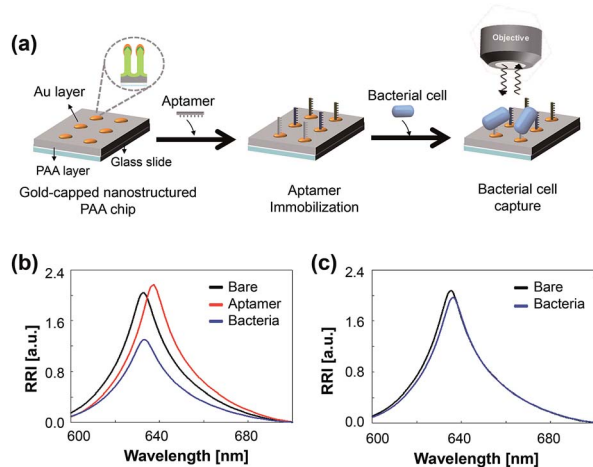 (a)
Objective
Au layer
Aptamer
Bacterial cell
PAA layer
Glass slide
Gold-capped nanostructured
PAA chip
Aptamer
Immobilization
Bacterial cell
capture
(b)
2.4
1.6
0.8
0.0
RRI [a.u.]
Bare
Aptamer
Bacteria
600
640
680
Wavelength [nm]
(c)
2.4
1.6
0.8
0.0
RRI [a.u.]
Bare
Bacteria
600
640
680
Wavelength [nm]